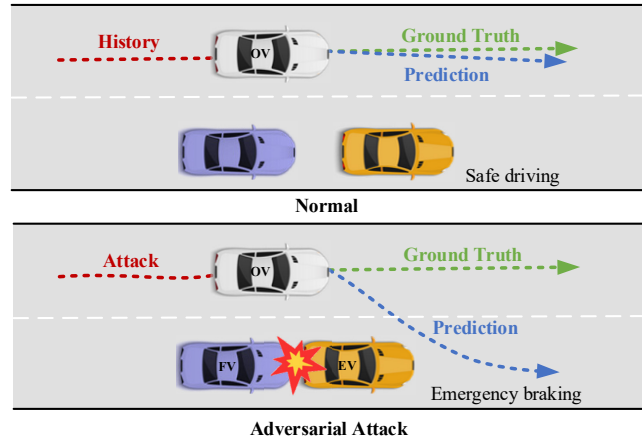 History
OV
Ground Truth
Prediction
Safe driving
Normal
Attack
OV
Ground Truth
Prediction
FV
EV
Emergency braking
Adversarial Attack